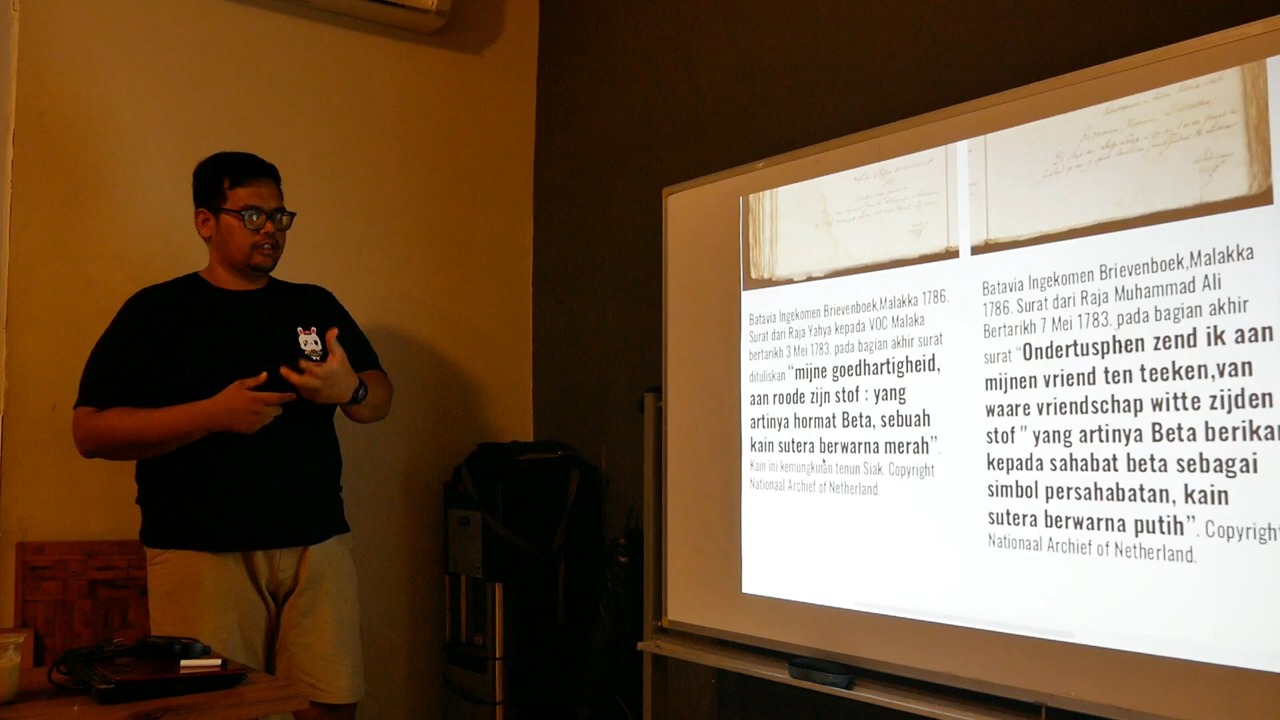 Batavia Ingekomen Brievenboek,Malakka 1786.
Surat dari Raja Yahya kepada VOC Malaka
bertarikh 3 Mei 1783, pada bagian akhir surat
dituliskan “mijne goedhartigheid,
aan roode zijn stof : yang
artinya hormat Beta, sebuah
kain sutera berwarna merah”.
Kain ini kemungkinan tenun Siak. Copyright
Nationaal Archief of Netherland.
Batavia Ingekomen Brievenboek,Malakka
1786. Surat dari Raja Muhammad Ali
Bertarikh 7 Mei 1783, pada bagian akhir
surat “Ondertusphen zend ik aan
mijnen vriend ten teeken,van
waare vriendschap witte zijden
stof ” yang artinya Beta berikan
kepada sahabat beta sebagai
simbol persahabatan, kain
sutera berwarna putih”. Copyright
Nationaal Archief of Netherland.